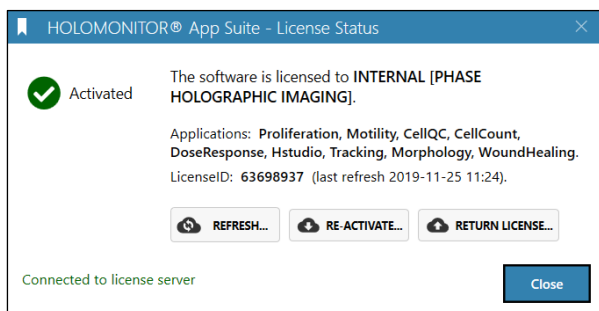 HOLOMONITOR® App Suite - License Status
Activated
The software is licensed to INTERNAL [PHASE
HOLOGRAPHIC IMAGING].
Applications: Proliferation, Motility, CellQC, CellCount,
DoseResponse, Hstudio, Tracking, Morphology, WoundHealing.
LicenseID: 63698937 (last refresh 2019-11-25 11:24).
REFRESH... RE-ACTIVATE... RETURN LICENSE...
Connected to license server
Close